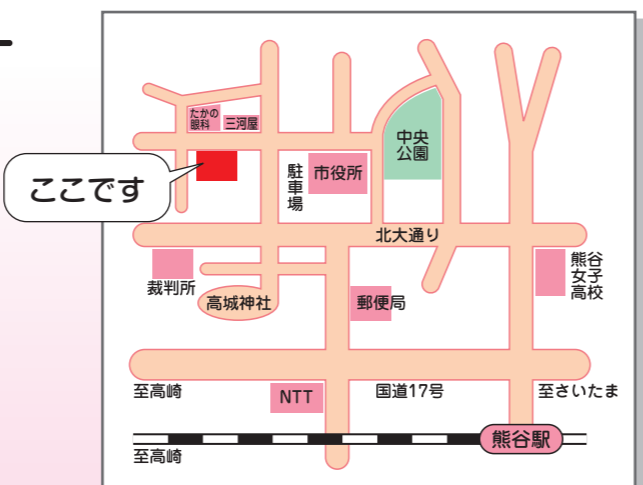 たかの
眼科
三河屋
ここです
駐車場
市役所
中央
公園
北大通り
裁判所
高城神社
郵便局
熊谷
女子
高校
至高崎
NTT
国道17号
至さいたま
熊谷駅
至高崎